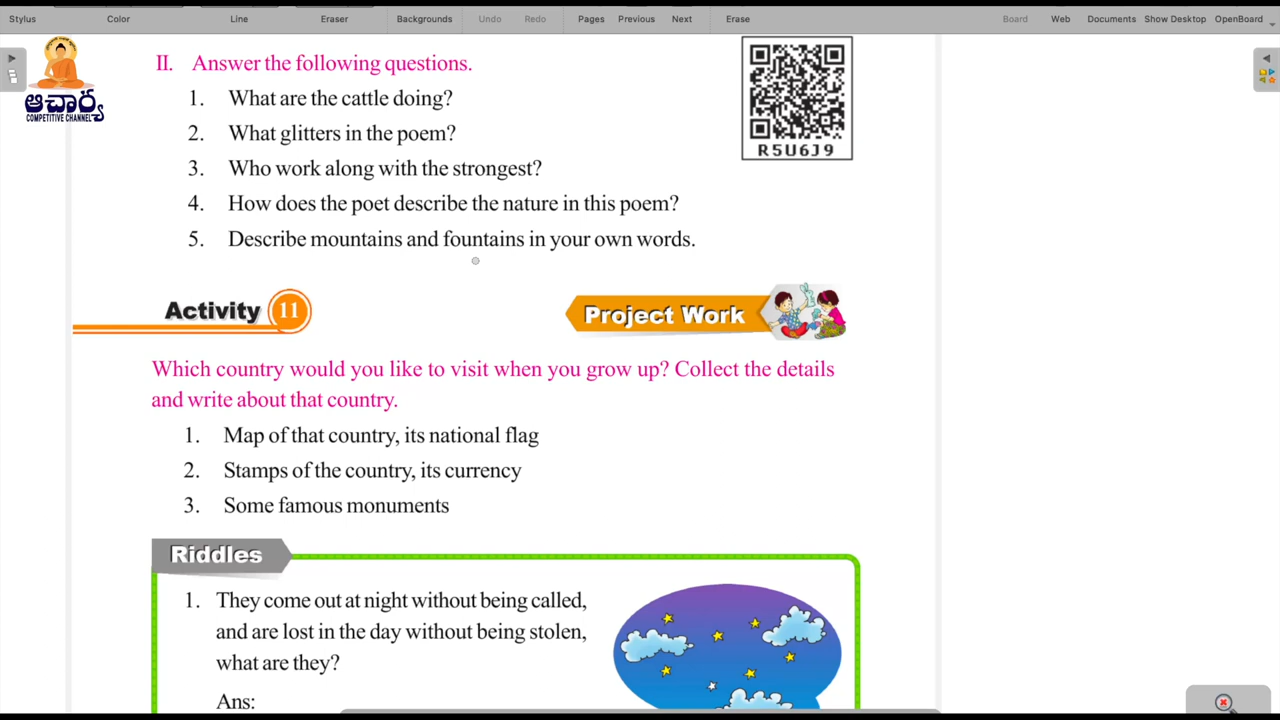 Stylus Color Line Eraser Backgrounds Undo Redo Pages Previous Next Erase Board Web Documents Show Desktop OpenBoard
ఆచార్య
COMPETITIVE CHANNEL
II. Answer the following questions.
1. What are the cattle doing?
2. What glitters in the poem?
3. Who work along with the strongest?
4. How does the poet describe the nature in this poem?
5. Describe mountains and fountains in your own words.
R5U6J9
Activity 11
Project Work
Which country would you like to visit when you grow up? Collect the details
and write about that country.
1. Map of that country, its national flag
2. Stamps of the country, its currency
3. Some famous monuments
Riddles
1. They come out at night without being called,
and are lost in the day without being stolen,
what are they?
Ans: